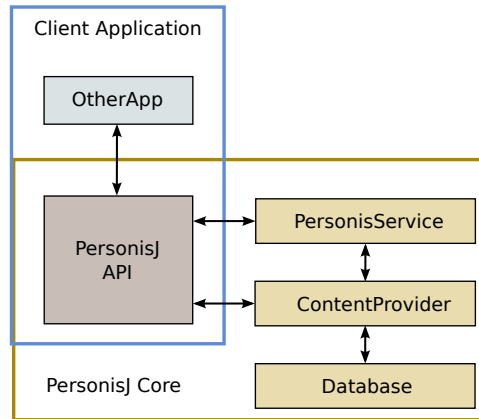 Client Application
OtherApp
PersonisJ
API
PersonisService
ContentProvider
Database
PersonisJ Core